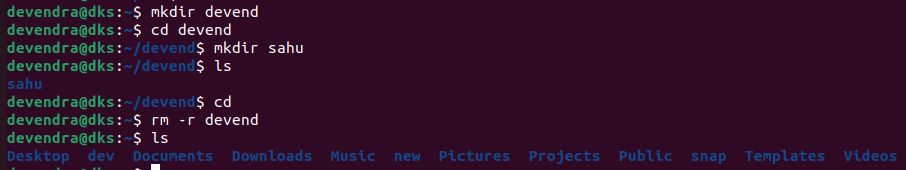 devendra@dks:~$ mkdir devend
devendra@dks:~$ cd devend
devendra@dks:~/devend$ mkdir sahu
devendra@dks:~/devend$ ls
sahu
devendra@dks:~/devend$ cd
devendra@dks:~$ rm -r devend
devendra@dks:~$ ls
Desktop  dev  Documents  Downloads  Music  new  Pictures  Projects  Public  snap  Templates  Videos
devendra@dks:~$